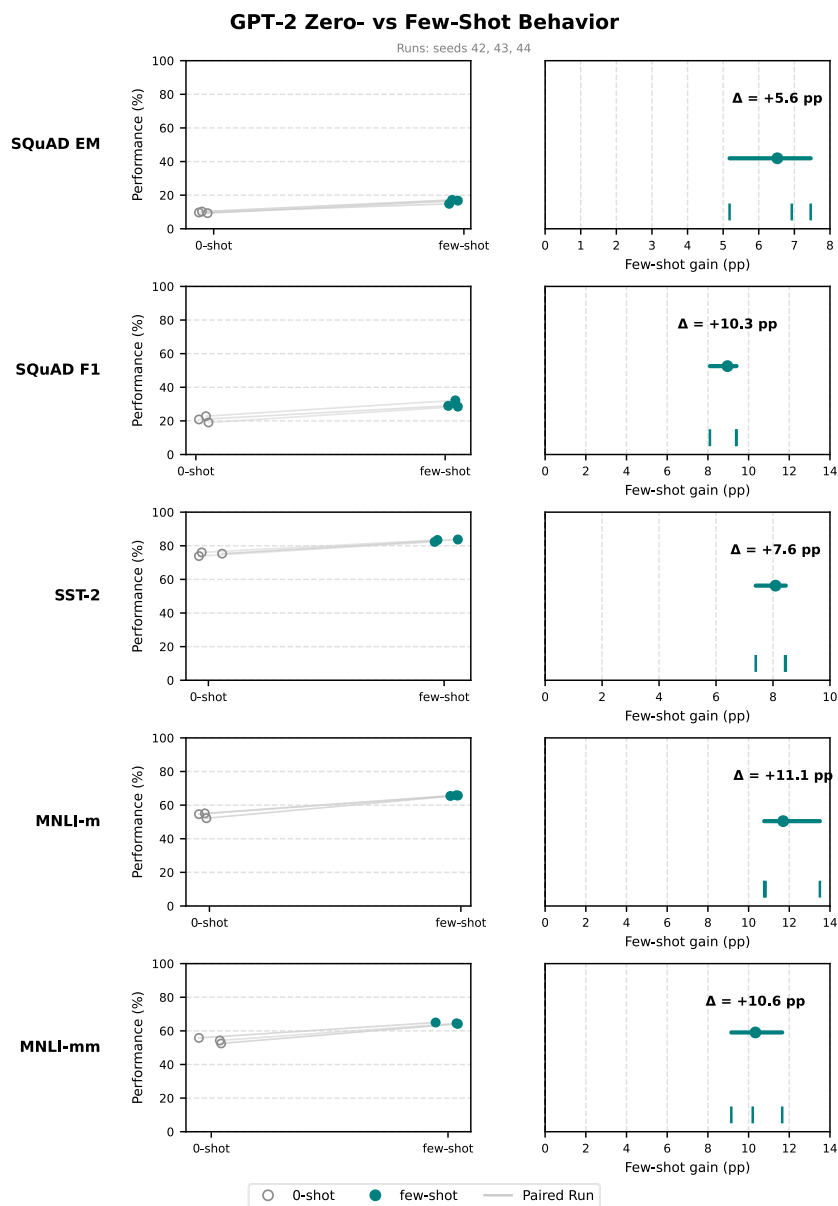 GPT-2 Zero- vs Few-Shot Behavior
Runs: seeds 42, 43, 44
SQuAD EM
Performance (%)
100
80
60
40
20
0
0-shot
few-shot
Δ = +5.6 pp
0 1 2 3 4 5 6 7 8
Few-shot gain (pp)
SQuAD F1
Performance (%)
100
80
60
40
20
0
0-shot
few-shot
Δ = +10.3 pp
0 2 4 6 8 10 12 14
Few-shot gain (pp)
SST-2
Performance (%)
100
80
60
40
20
0
0-shot
few-shot
Δ = +7.6 pp
0 2 4 6 8 10
Few-shot gain (pp)
MNLI-m
Performance (%)
100
80
60
40
20
0
0-shot
few-shot
Δ = +11.1 pp
0 2 4 6 8 10 12 14
Few-shot gain (pp)
MNLI-mm
Performance (%)
100
80
60
40
20
0
0-shot
few-shot
Δ = +10.6 pp
0 2 4 6 8 10 12 14
Few-shot gain (pp)
0-shot few-shot Paired Run